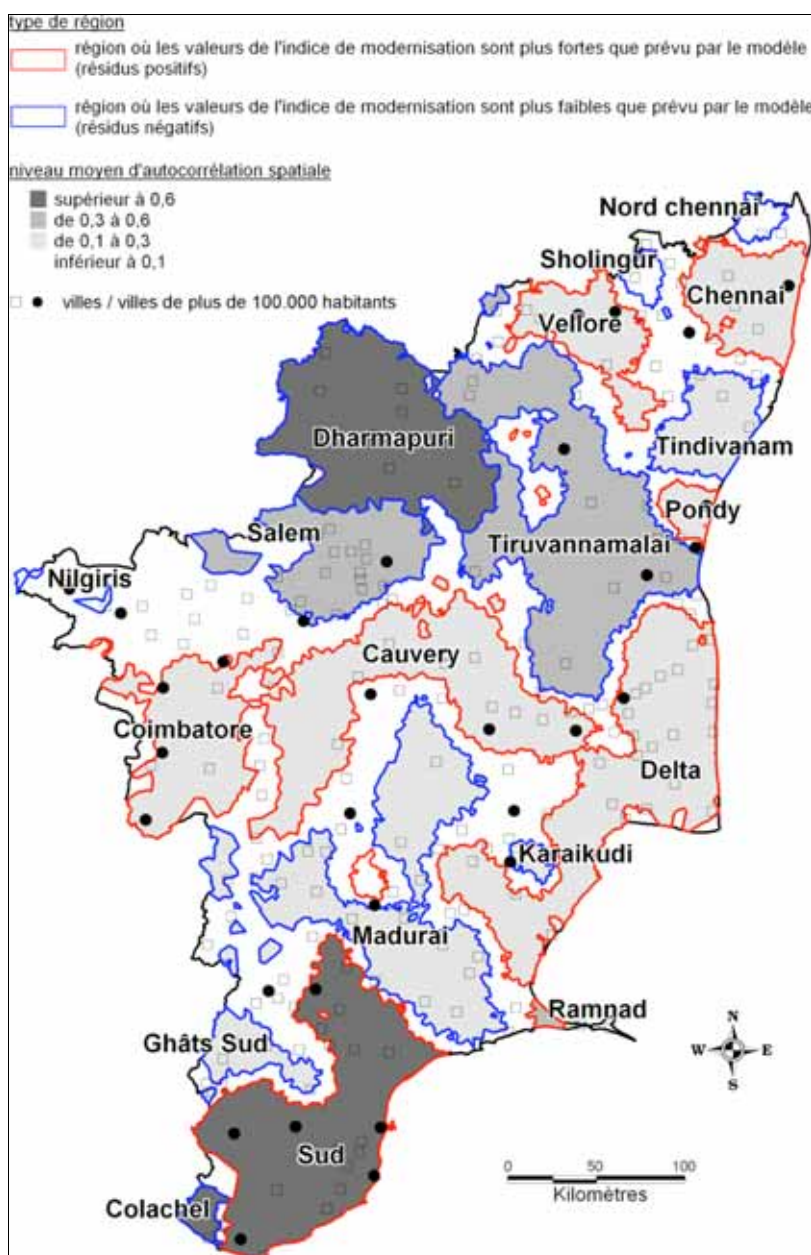 type de région
région où les valeurs de l'indice de modernisation sont plus fortes que prévu par le modèle
(résidus positifs)
région où les valeurs de l'indice de modernisation sont plus faibles que prévu par le modèle
(résidus négatifs)
niveau moyen d'autocorrélation spatiale
supérieur à 0,6
de 0,3 à 0,6
de 0,1 à 0,3
inférieur à 0,1
villes / villes de plus de 100.000 habitants
Nord chennai
Sholingur
Chennai
Vellore
Dharmapuri
Tindivanam
Pondy
Salem
Tiruvannamalai
Nilgiris
Cauvery
Coimbatore
Delta
Karaikudi
Madurai
Ramnad
Ghâts Sud
N
W E
S
Sud
Colachel
0 50 100
Kilomètres